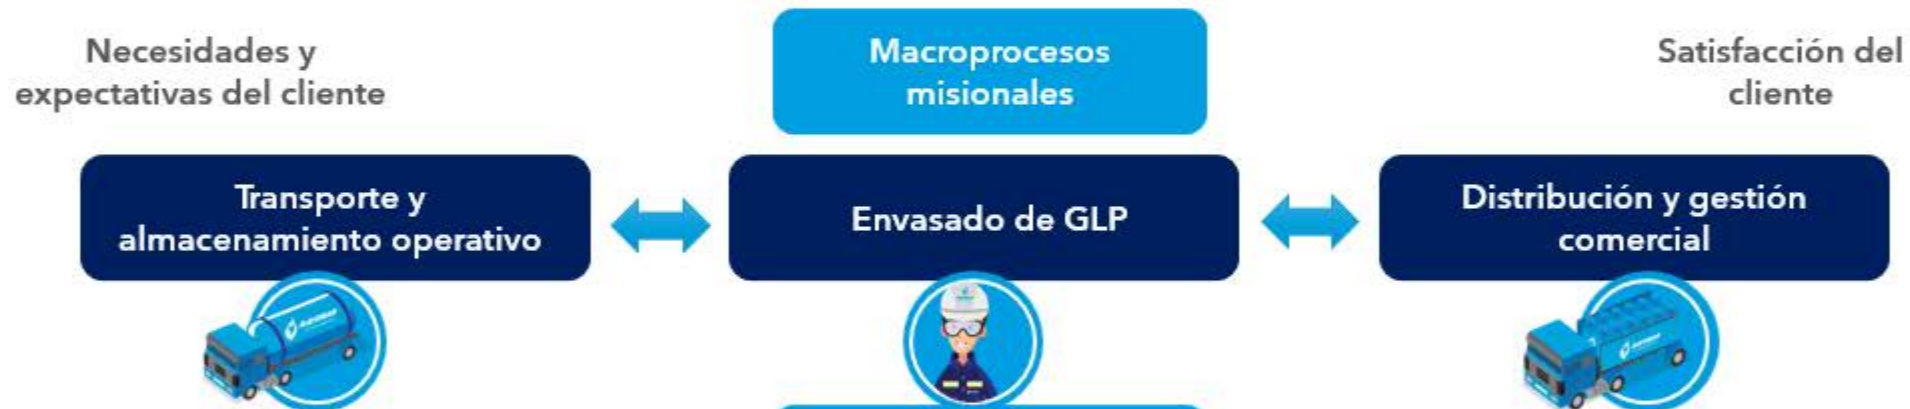 Necesidades y
expectativas del cliente
Macroprocesos
misionales
Satisfacción del
cliente
Transporte y
almacenamiento operativo
Envasado de GLP
Distribución y gestión
comercial